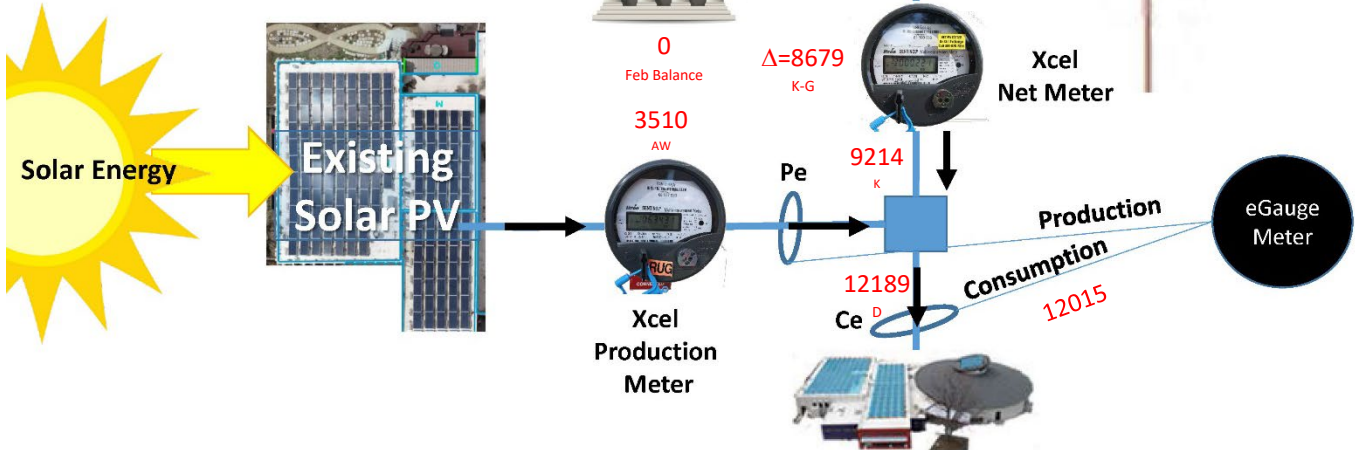 0
Feb Balance
Δ=8679
K-G
Xcel
Net Meter
3510
AW
9214
K
Solar Energy
Existing
Solar PV
Pe
Production
eGauge
Meter
Consumption
12015
12189
D
Ce
RUG
Xcel
Production
Meter